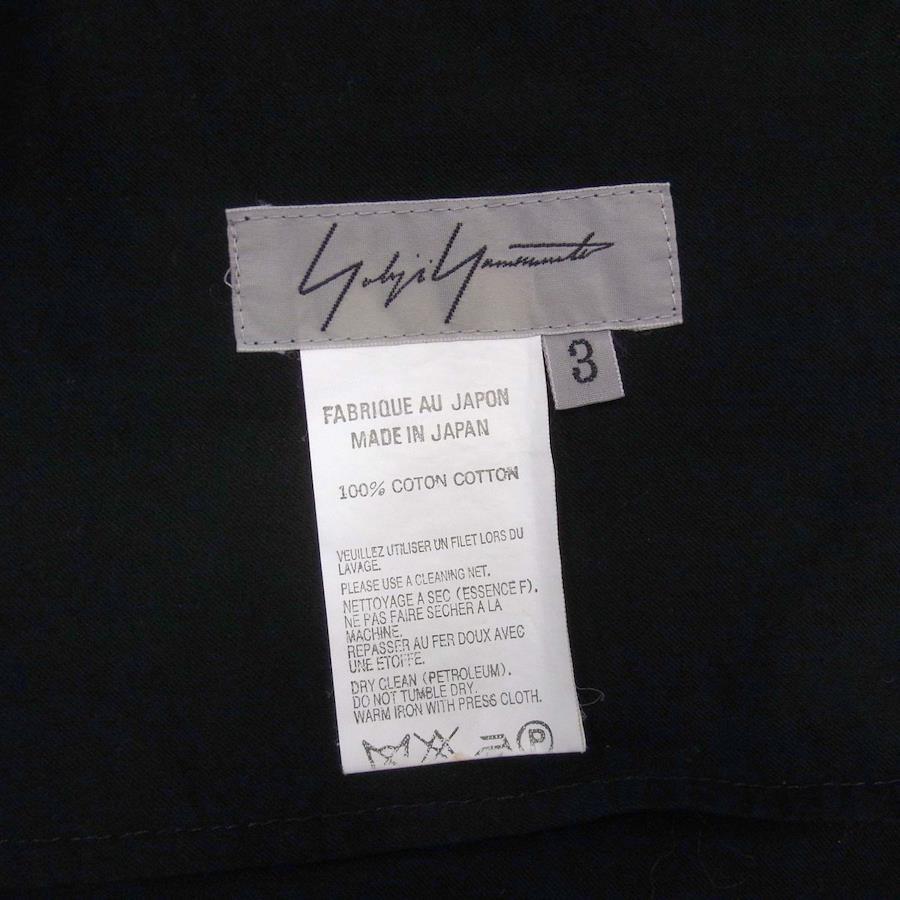 Yohji Yamamoto
3
FABRIQUE AU JAPON
MADE IN JAPAN
100% COTON COTTON
VEUILLEZ UTILISER UN FILET LORS DU
LAVAGE.
PLEASE USE A CLEANING NET.
NETTOYAGE A SEC (ESSENCE F).
NE PAS FAIRE SECHER A LA
MACHINE.
REPASSER AU FER DOUX AVEC
UNE ETOFFE.
DRY CLEAN (PETROLEUM).
DO NOT TUMBLE DRY.
WARM IRON WITH PRESS CLOTH.
P